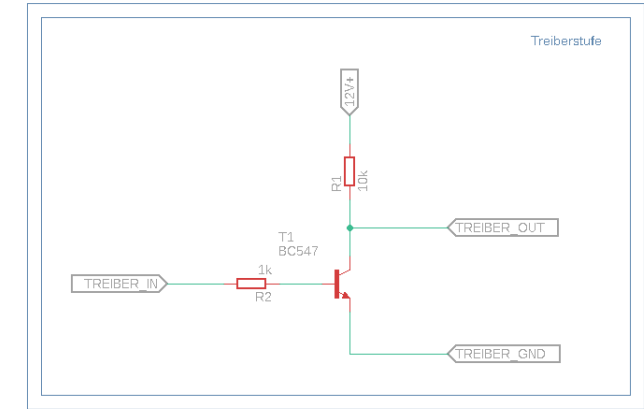 Treiberstufe
12V+
R1
10k
TREIBER_OUT
T1
BC547
1k
TREIBER_IN
R2
TREIBER_GND